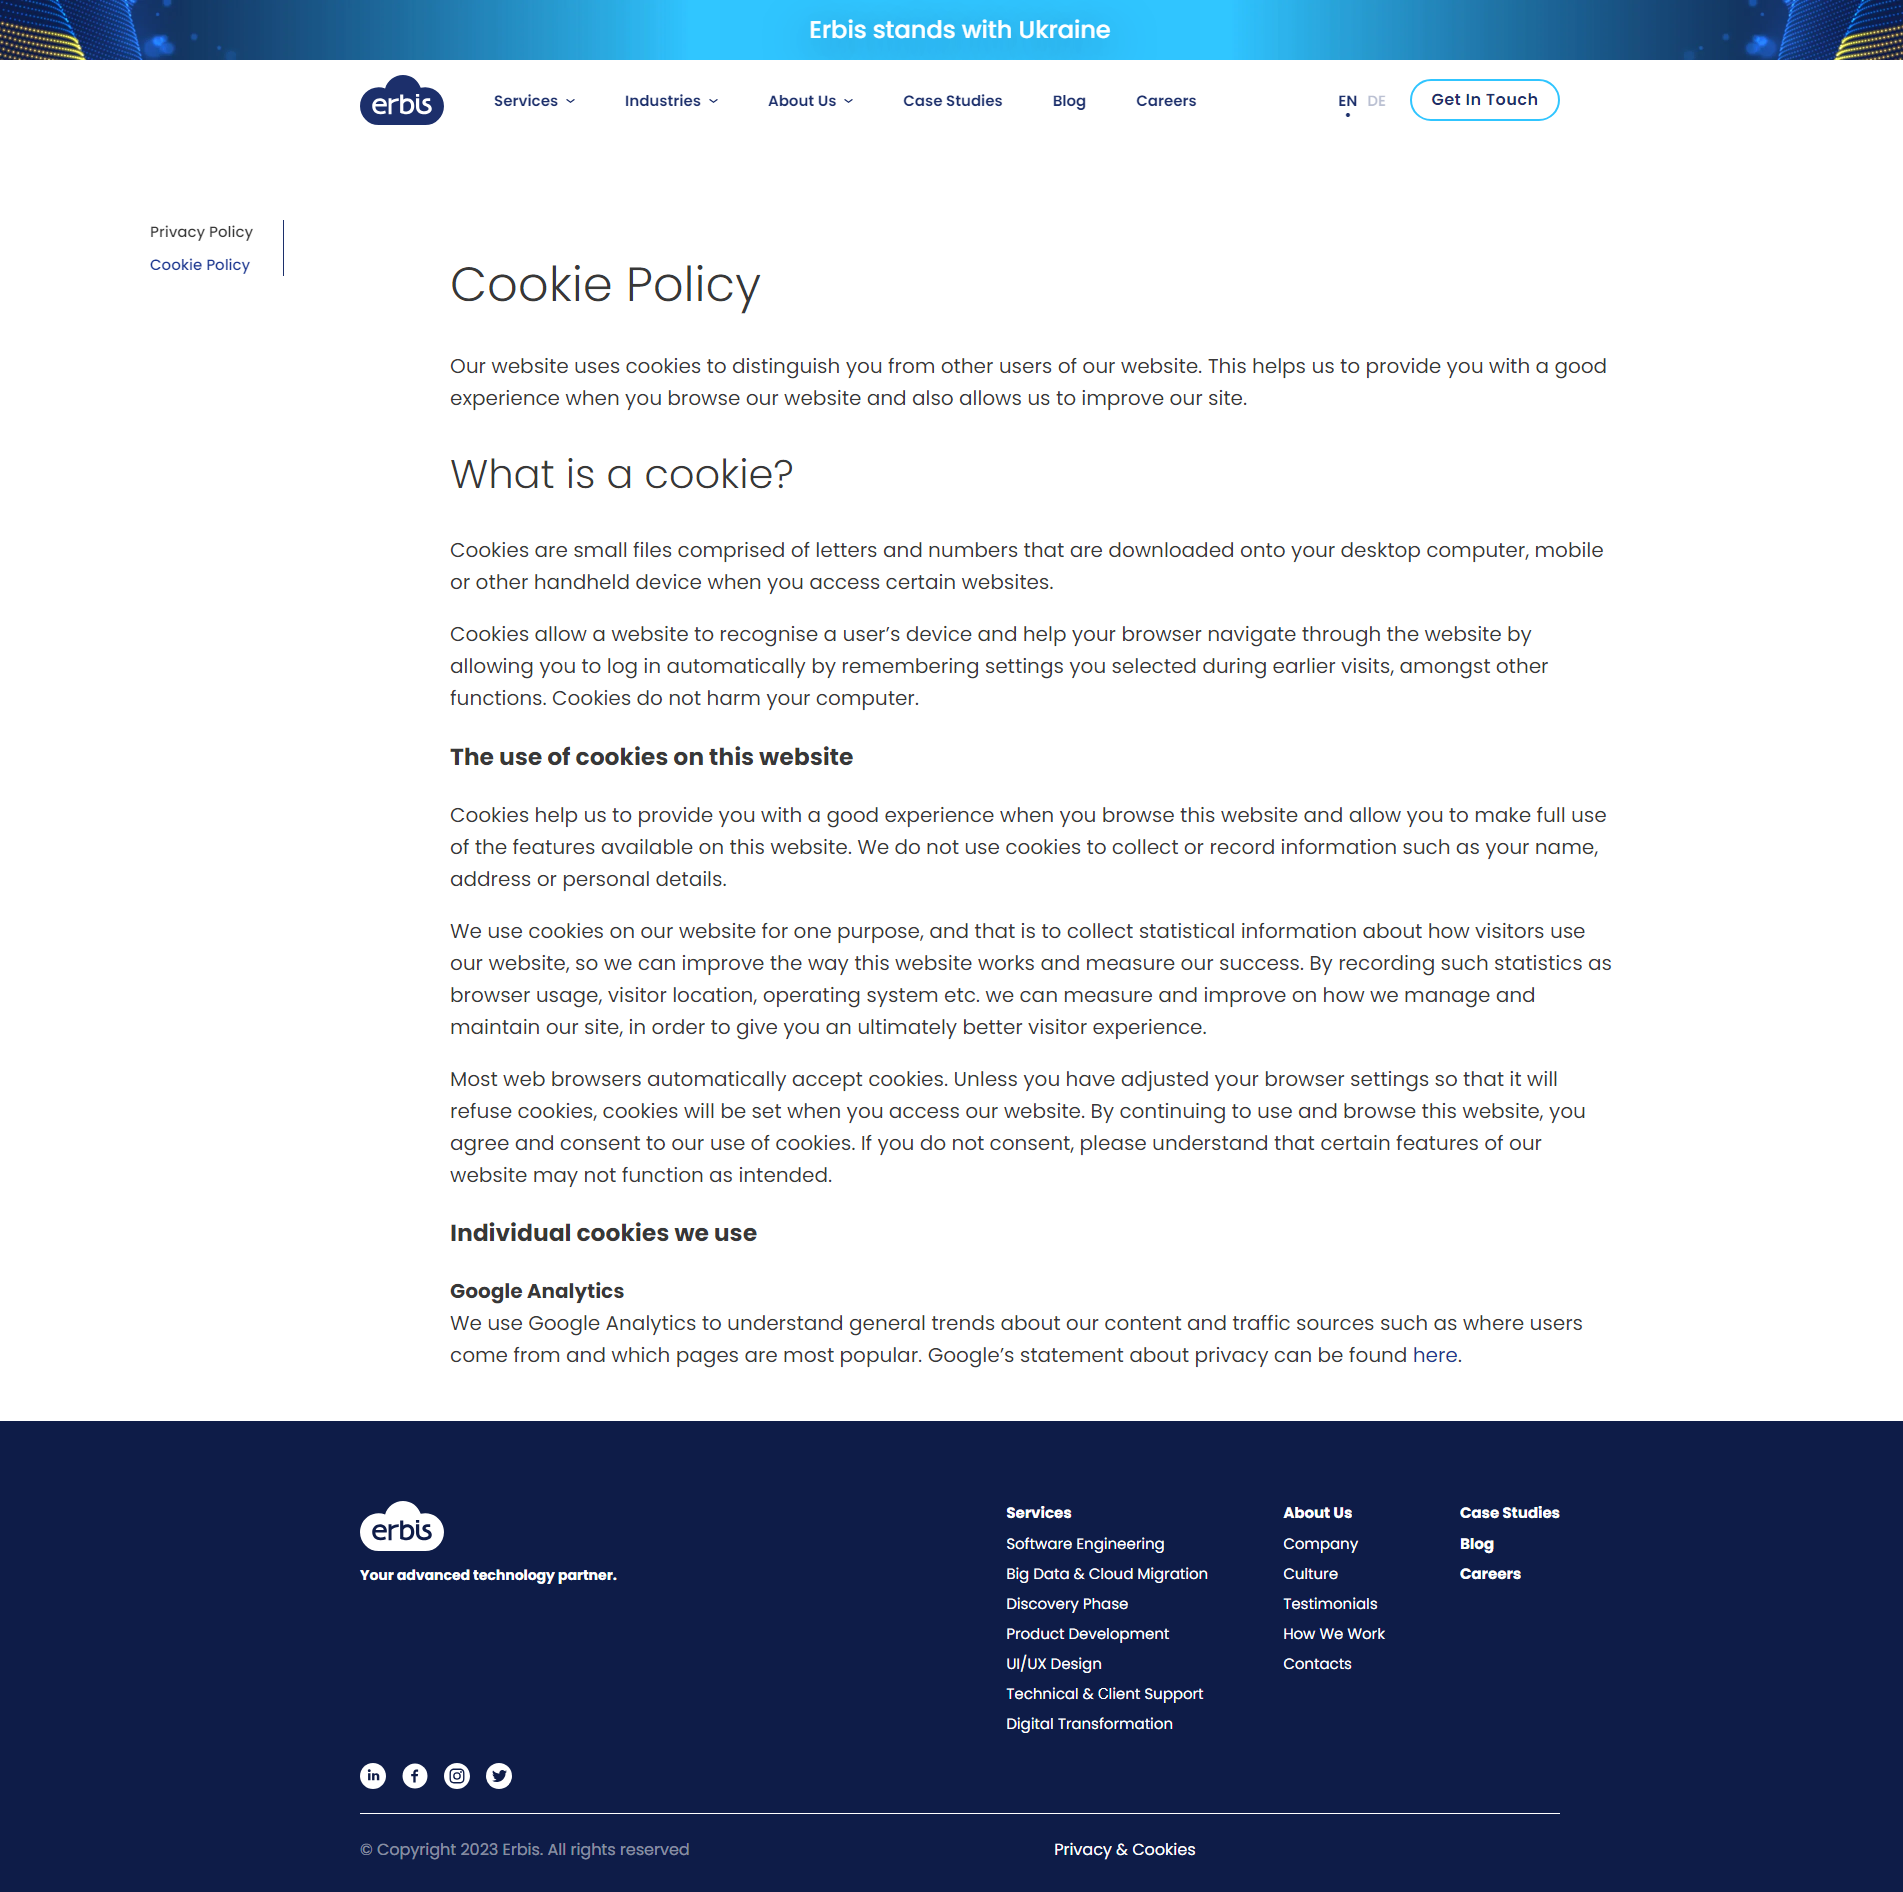 Erbis stands with Ukraine
erbis
Services
Industries
About Us
Case Studies
Blog
Careers
EN DE
Get In Touch
Privacy Policy
Cookie Policy
Cookie Policy
Our website uses cookies to distinguish you from other users of our website. This helps us to provide you with a good
experience when you browse our website and also allows us to improve our site.
What is a cookie?
Cookies are small files comprised of letters and numbers that are downloaded onto your desktop computer, mobile
or other handheld device when you access certain websites.
Cookies allow a website to recognise a user’s device and help your browser navigate through the website by
allowing you to log in automatically by remembering settings you selected during earlier visits, amongst other
functions. Cookies do not harm your computer.
The use of cookies on this website
Cookies help us to provide you with a good experience when you browse this website and allow you to make full use
of the features available on this website. We do not use cookies to collect or record information such as your name,
address or personal details.
We use cookies on our website for one purpose, and that is to collect statistical information about how visitors use
our website, so we can improve the way this website works and measure our success. By recording such statistics as
browser usage, visitor location, operating system etc. we can measure and improve on how we manage and
maintain our site, in order to give you an ultimately better visitor experience.
Most web browsers automatically accept cookies. Unless you have adjusted your browser settings so that it will
refuse cookies, cookies will be set when you access our website. By continuing to use and browse this website, you
agree and consent to our use of cookies. If you do not consent, please understand that certain features of our
website may not function as intended.
Individual cookies we use
Google Analytics
We use Google Analytics to understand general trends about our content and traffic sources such as where users
come from and which pages are most popular. Google’s statement about privacy can be found here.
erbis
Your advanced technology partner.
Services
Software Engineering
Big Data & Cloud Migration
Discovery Phase
Product Development
UI/UX Design
Technical & Client Support
Digital Transformation
About Us
Company
Culture
Testimonials
How We Work
Contacts
Case Studies
Blog
Careers
in
f
© Copyright 2023 Erbis. All rights reserved
Privacy & Cookies